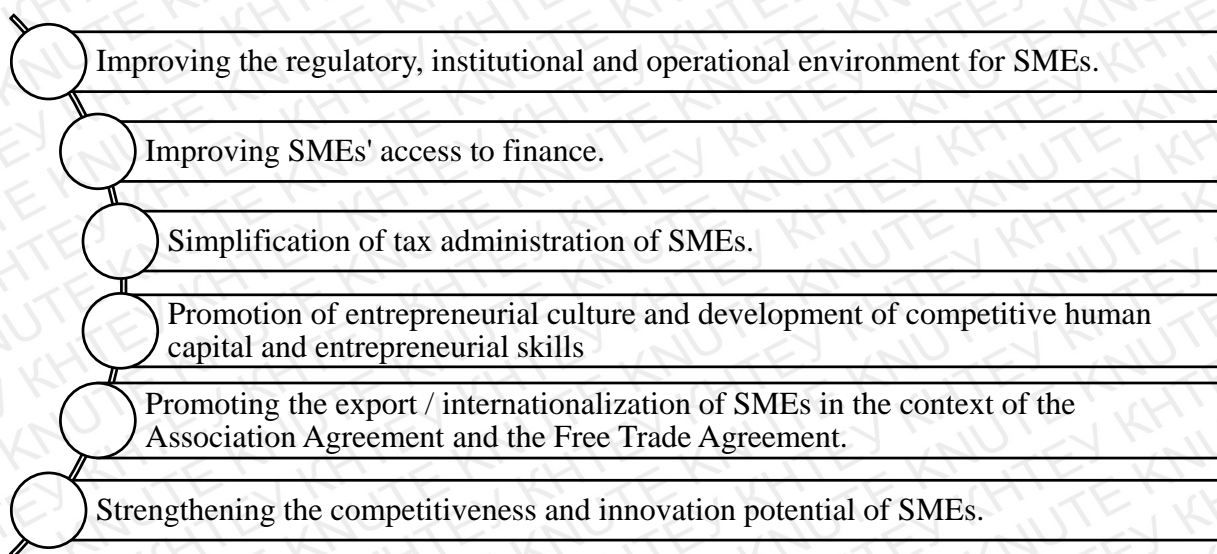 Improving the regulatory, institutional and operational environment for SMEs.
Improving SMEs' access to finance.
Simplification of tax administration of SMEs.
Promotion of entrepreneurial culture and development of competitive human
capital and entrepreneurial skills
Promoting the export / internationalization of SMEs in the context of the
Association Agreement and the Free Trade Agreement.
Strengthening the competitiveness and innovation potential of SMEs.